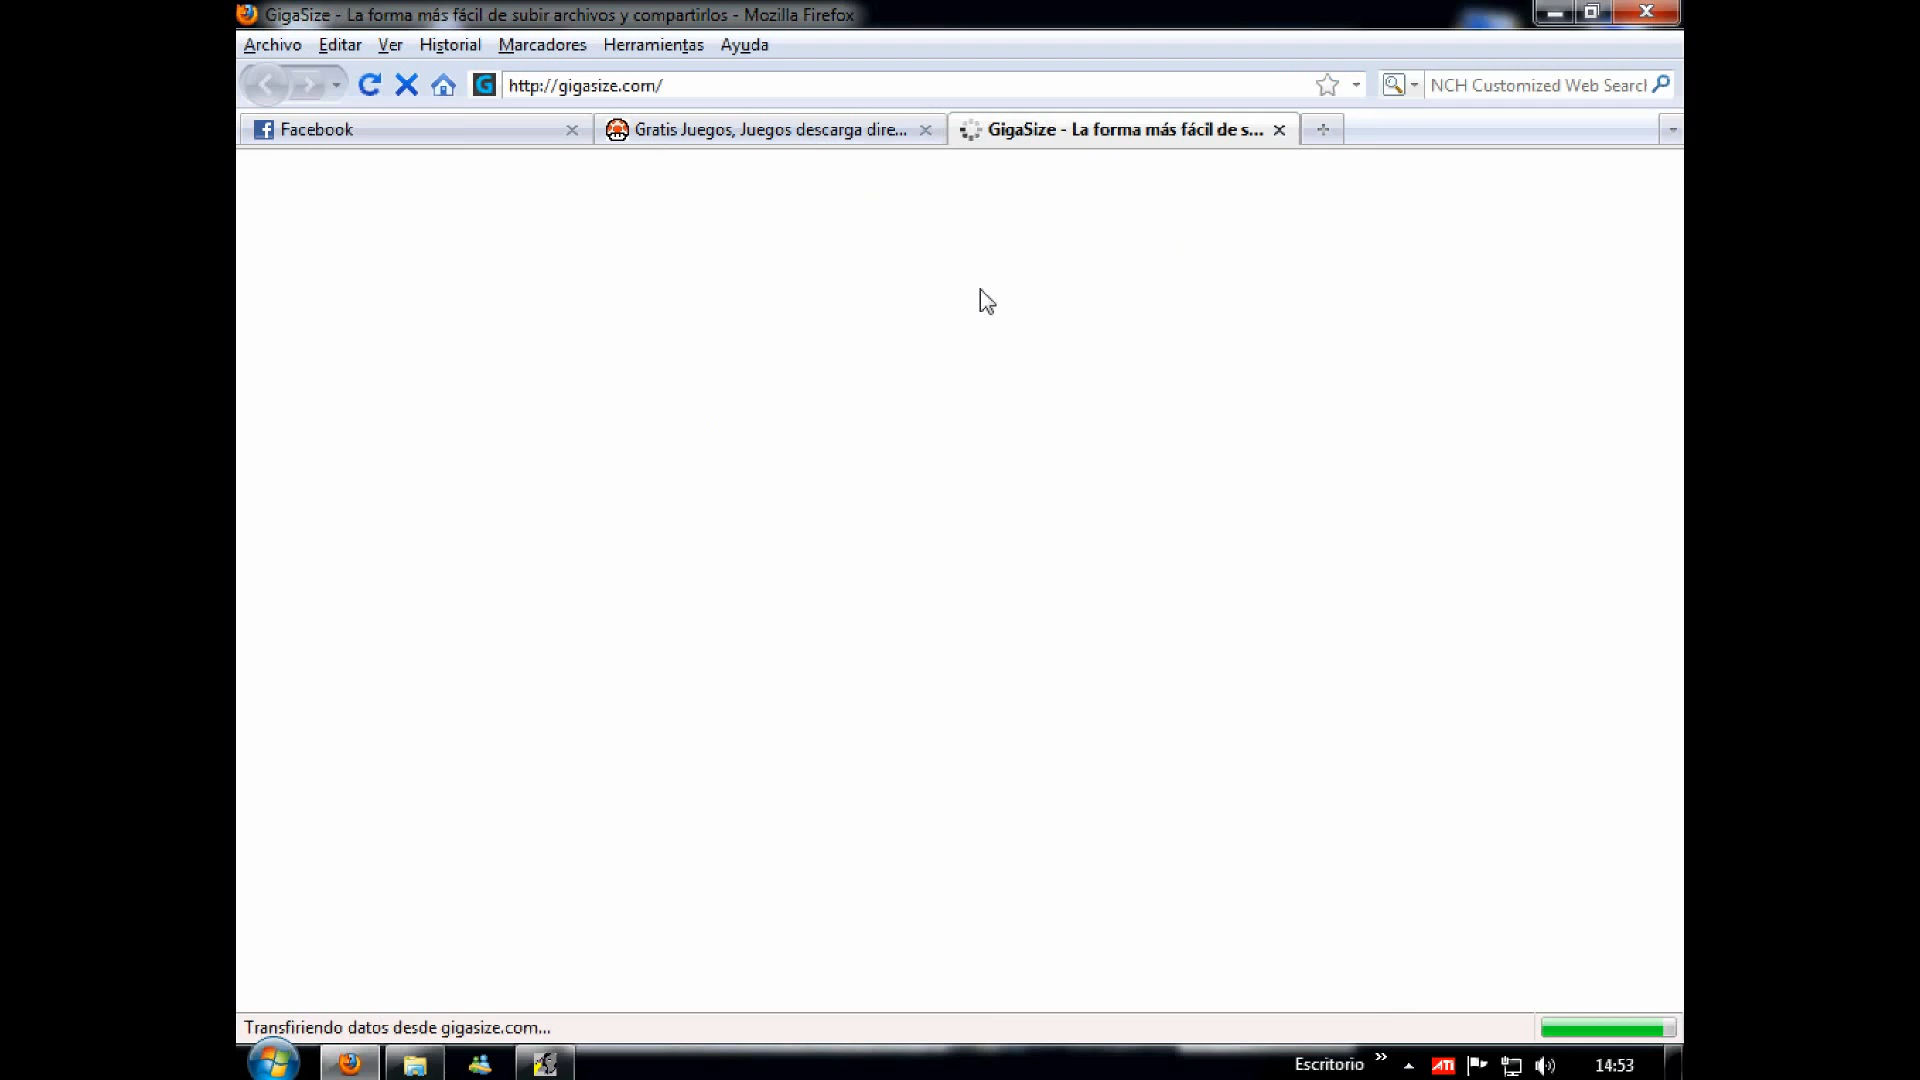 GigaSize - La forma más fácil de subir archivos y compartirlos - Mozilla Firefox
Archivo Editar Ver Historial Marcadores Herramientas Ayuda
http://gigasize.com/ NCH Customized Web Search
Facebook Gratis Juegos, Juegos descarga dire... GigaSize - La forma más fácil de s...
Transfiriendo datos desde gigasize.com...
Escritorio ATI 14:53